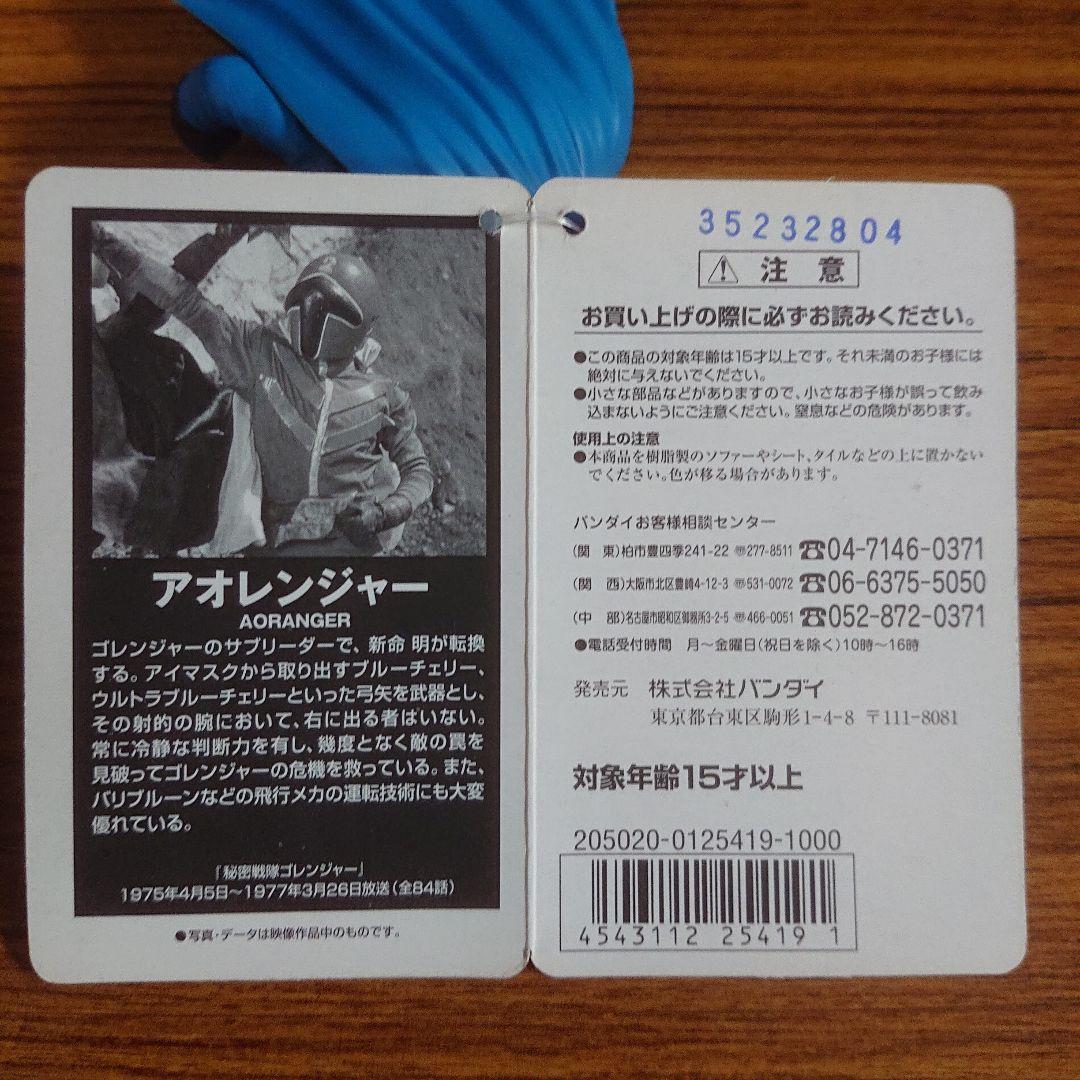 アオレンジャー
AORANGER
ゴレンジャーのサブリーダーで、新命 明が転換
する。アイマスクから取り出すブルーチェリー、
ウルトラブルーチェリーといった弓矢を武器とし、
その射的の腕において、右に出る者はいない。
常に冷静な判断力を有し、幾度となく敵の罠を
見破ってゴレンジャーの危機を救っている。また、
バリブルーンなどの飛行メカの運転技術にも大変
優れている。
「秘密戦隊ゴレンジャー」
1975年4月5日〜1977年3月26日放送(全84話)
●写真・データは映像作品中のものです。
35232804
⚠ 注意
お買い上げの際に必ずお読みください。
●この商品の対象年齢は15才以上です。それ未満のお子様には
絶対に与えないでください。
●小さな部品などがありますので、小さなお子様が誤って飲み
込まないようにご注意ください。窒息などの危険があります。
使用上の注意
●本商品を樹脂製のソファーやシート、タイルなどの上に置かない
でください。色が移る場合があります。
バンダイお客様相談センター
(関 東)柏市豊四季241-22 〒277-8511 ☎04-7146-0371
(関 西)大阪市北区豊崎4-12-3 〒531-0072 ☎06-6375-5050
(中 部)名古屋市昭和区御器所3-2-5 〒466-0051 ☎052-872-0371
●電話受付時間 月〜金曜日(祝日を除く)10時〜16時
発売元 株式会社バンダイ
東京都台東区駒形1-4-8 〒111-8081
対象年齢15才以上
205020-0125419-1000
4543112 254191